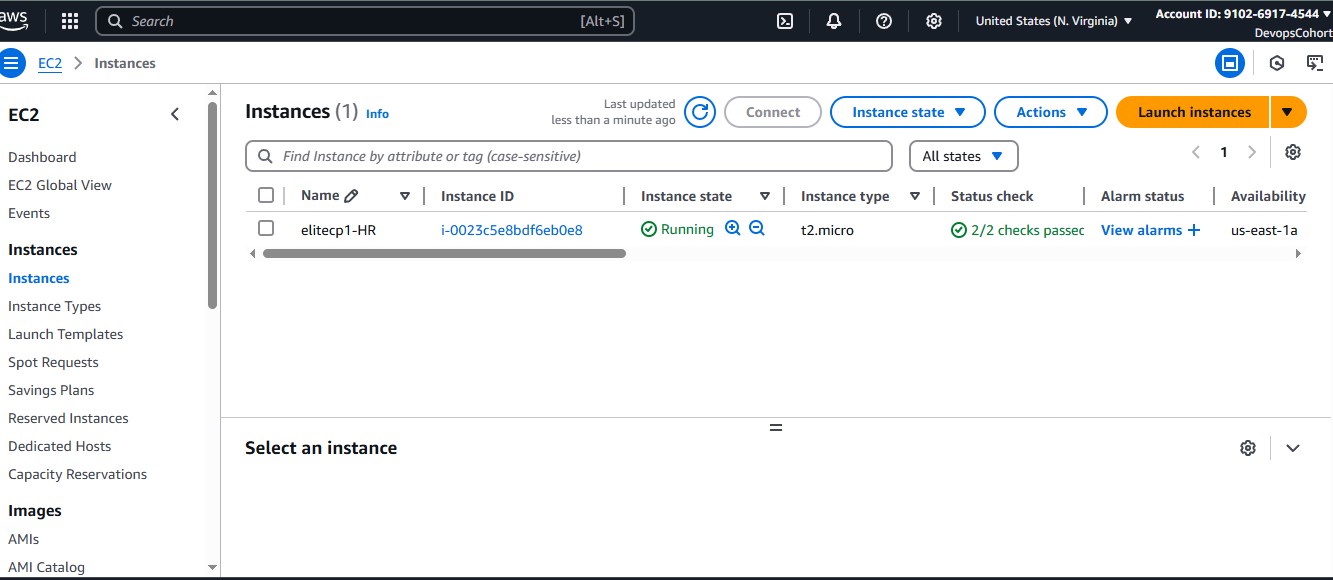 aws
Search [Alt+S]
United States (N. Virginia)
Account ID: 9102-6917-4544
DevopsCohort
EC2 Instances
EC2
Dashboard
EC2 Global View
Events
Instances
Instances
Instance Types
Launch Templates
Spot Requests
Savings Plans
Reserved Instances
Dedicated Hosts
Capacity Reservations
Images
AMIs
AMI Catalog
Instances (1) Info
Last updated
less than a minute ago
Connect Instance state Actions Launch instances
Find Instance by attribute or tag (case-sensitive) All states 1
Name Instance ID Instance state Instance type Status check Alarm status Availability
elitecp1-HR i-0023c5e8bdf6eb0e8 Running t2.micro 2/2 checks passec View alarms + us-east-1a
Select an instance